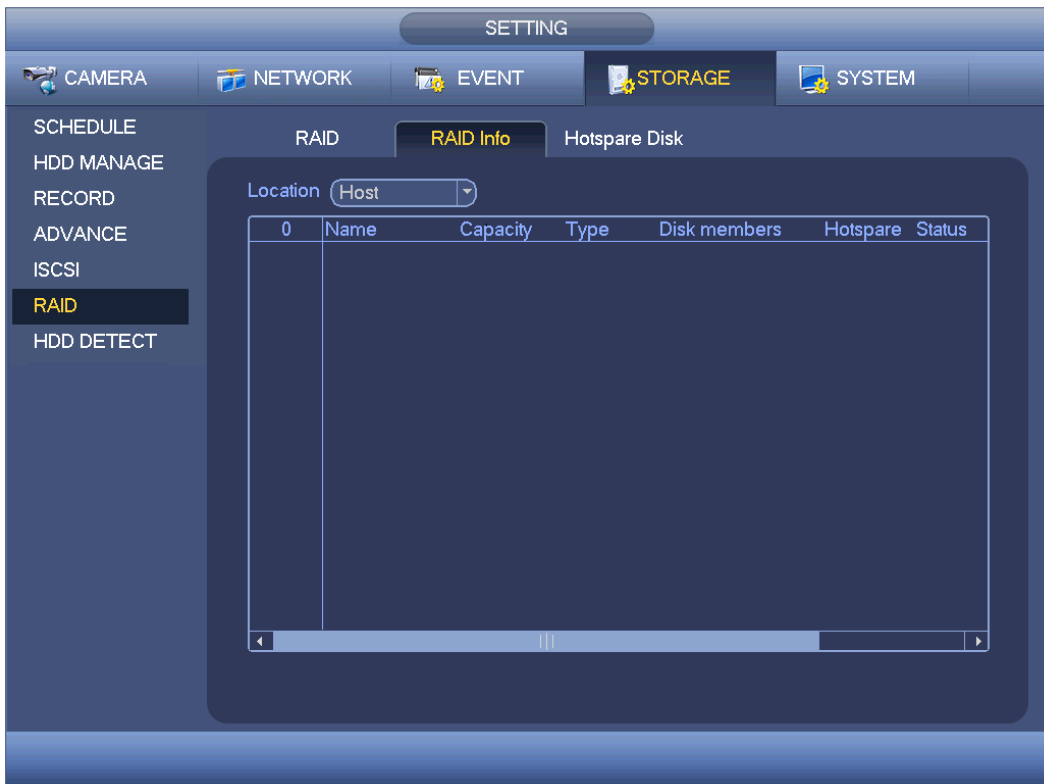 SETTING
CAMERA NETWORK EVENT STORAGE SYSTEM
SCHEDULE
HDD MANAGE
RECORD
ADVANCE
ISCSI
RAID
HDD DETECT
RAID RAID Info Hotspare Disk
Location Host
0 Name Capacity Type Disk members Hotspare Status